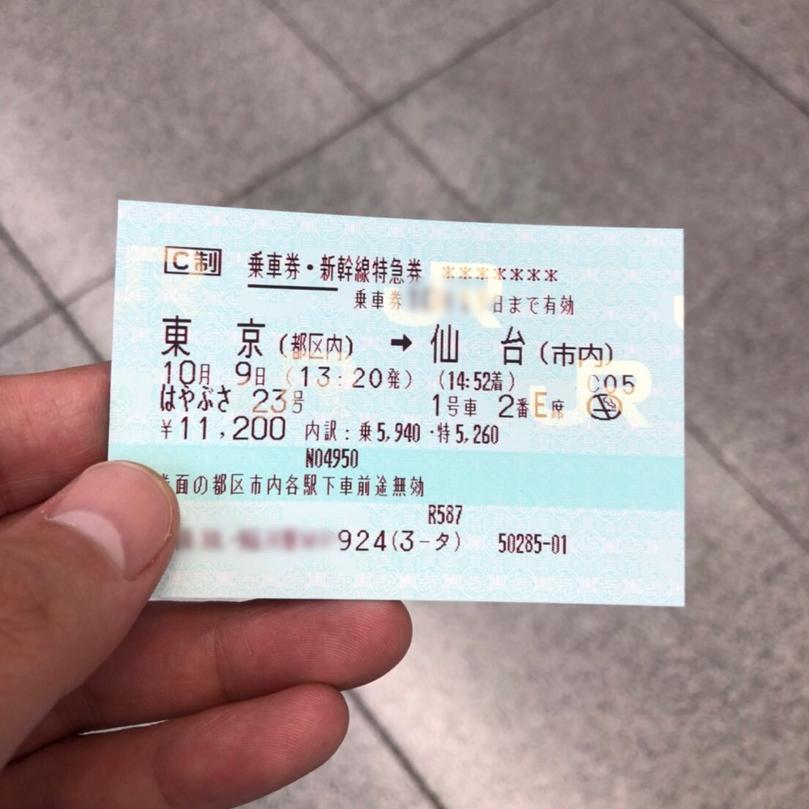 C制 乗車券・新幹線特急券 *******
乗車券 日まで有効
東 京 (都区内) ➡ 仙 台 (市内)
10月 9日 (13:20発) (14:52着) C05
はやぶさ 23号 1号車 2番E席
¥11,200 内訳:乗5,940・特5,260
N04950
面の都区市内各駅下車前途無効
R587
924(3-タ) 50285-01
JR
JR